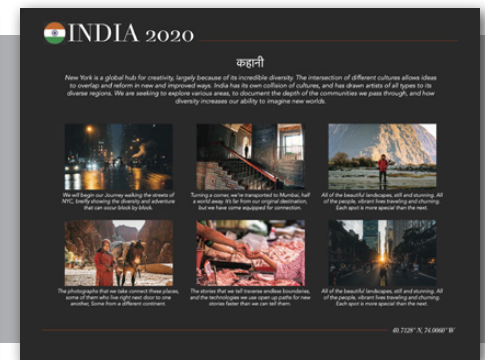 INDIA 2020
कहानी
New York is a global hub for creativity, largely because of its incredible diversity. The intersection of different cultures allows ideas
to overlap and reform in new and improved ways. India has its own collision of cultures, and has drawn artists of all types to its
diverse regions. We are seeking to explore various areas, to document the depth of the communities we pass through, and how
diversity increases our ability to imagine new worlds.
We will begin our Journey walking the streets of
NYC, briefly showing the diversity and adventure
that can occur block by block.
Turning a corner, we're transported to Mumbai, half
a world away. It's far from our original destination,
but we have some equipped for connection.
All of the beautiful landscapes, still and stunning. All
of the people, vibrant lives traveling and churning.
Each spot is more special than the next.
The photographs that we take connect these places,
some of them who live right next door to one
another, Some from a different continent.
The stories that we tell traverse endless boundaries,
and the technologies we use open up paths for new
stories faster than we can tell them.
All of the beautiful landscapes, still and stunning. All
of the people, vibrant lives traveling and churning.
Each spot is more special than the next.
40.7128° N, 74.0060° W